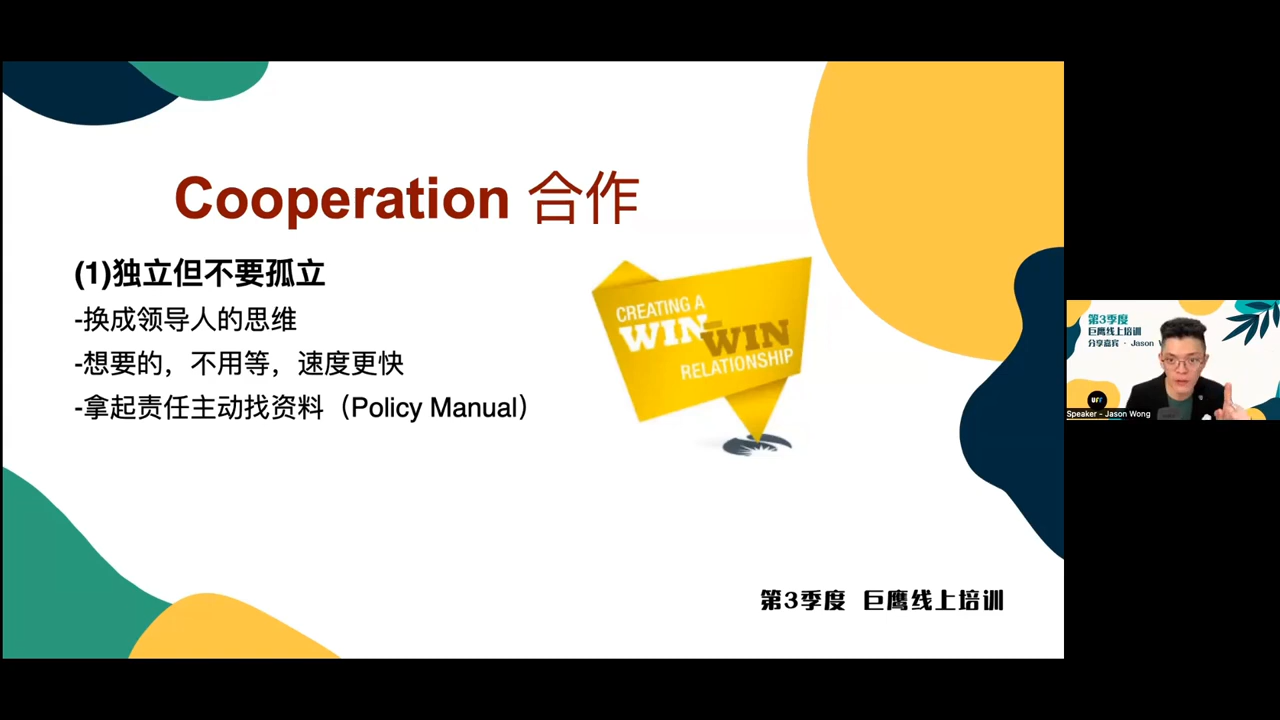 Cooperation 合作
(1)独立但不要孤立
-换成领导人的思维
-想要的，不用等，速度更快
-拿起责任主动找资料（Policy Manual）
CREATING A
WIN-WIN
RELATIONSHIP
第3季度 巨鹰线上培训
第3季度
巨鹰线上培训
分享嘉宾 - Jason
UFF
Speaker - Jason Wong